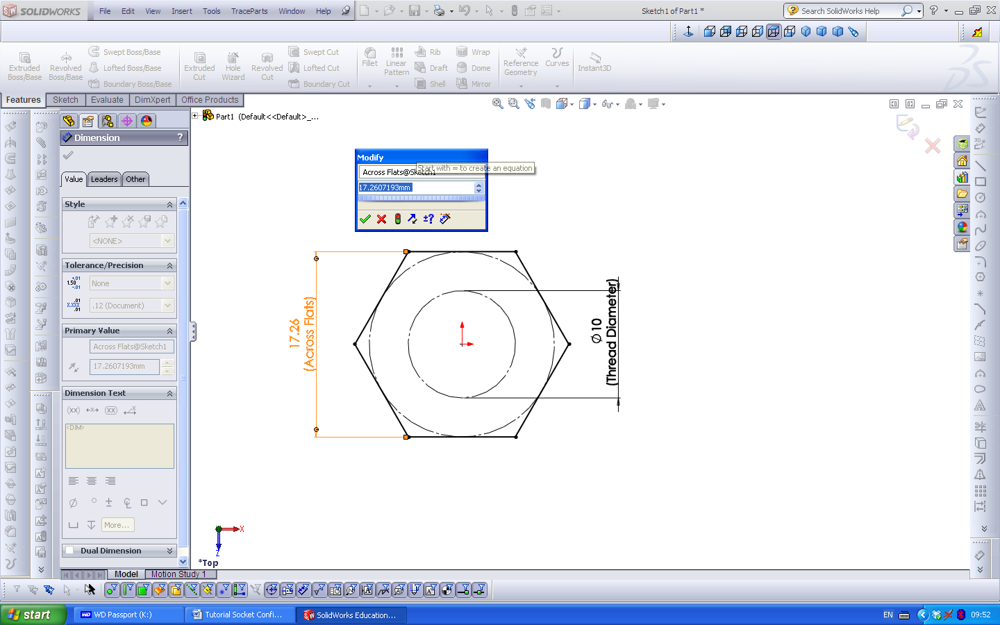 SOLIDWORKS File Edit View Insert Tools TraceParts Window Help Sketch1 of Part1 * Search SolidWorks Help
Extruded Boss/Base
Revolved Boss/Base
Swept Boss/Base
Lofted Boss/Base
Boundary Boss/Base
Extruded Cut
Hole Wizard
Revolved Cut
Swept Cut
Lofted Cut
Boundary Cut
Fillet
Linear Pattern
Rib
Draft
Shell
Wrap
Dome
Mirror
Reference Geometry
Curves
Instant3D
Features Sketch Evaluate DimXpert Office Products
Part1 (Default<<Default>_...
Dimension ?
Value Leaders Other
Style
<NONE>
Tolerance/Precision
None
.12 (Document)
Primary Value
Across Flats@Sketch1
17.2607193mm
Dimension Text
<DIM>
More...
Dual Dimension
Modify
Across Flats@Sketch1
Start with = to create an equation
17.2607193mm
17.26
(Across Flats)
Ø10
(Thread Diameter)
X
Z
*Top
Model Motion Study 1
start WD Passport (K:) Tutorial Socket Confi... SolidWorks Education... EN 09:52